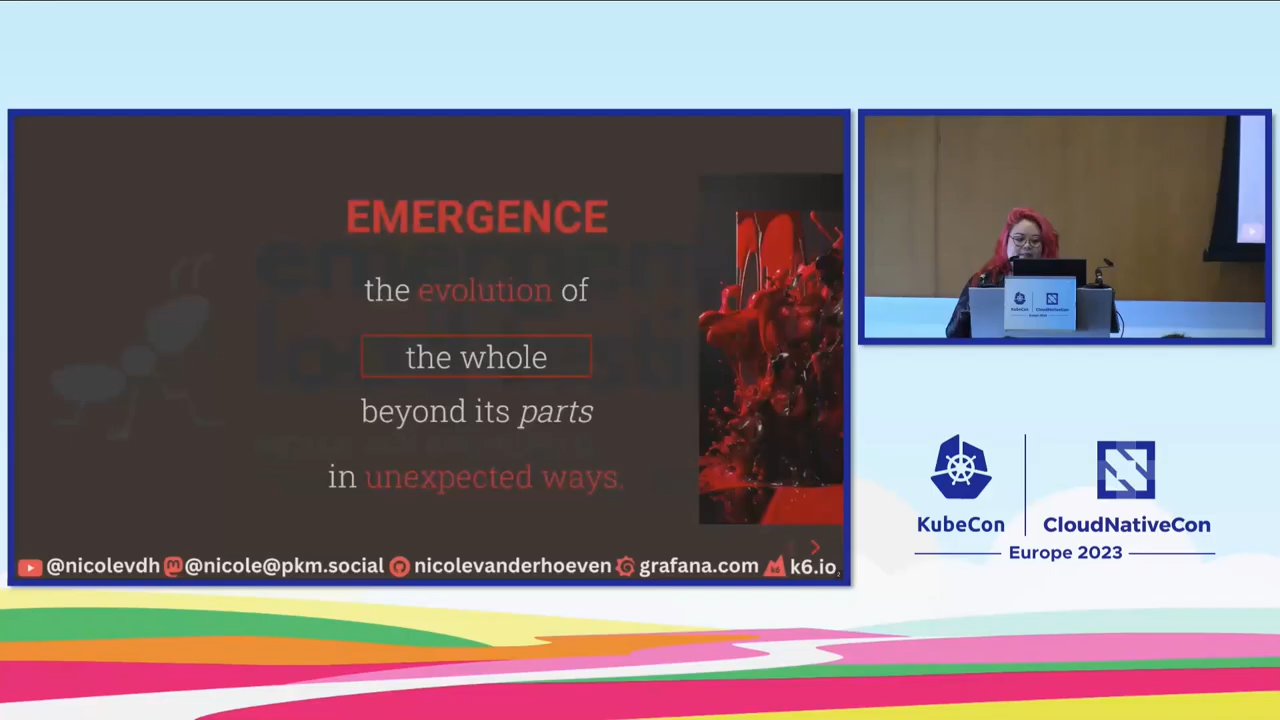 EMERGENCE
the evolution of
the whole
beyond its parts
in unexpected ways.
@nicolevdh @nicole@pkm.social nicolevanderhoeven grafana.com k6.io
KubeCon
CloudNativeCon
Europe 2023